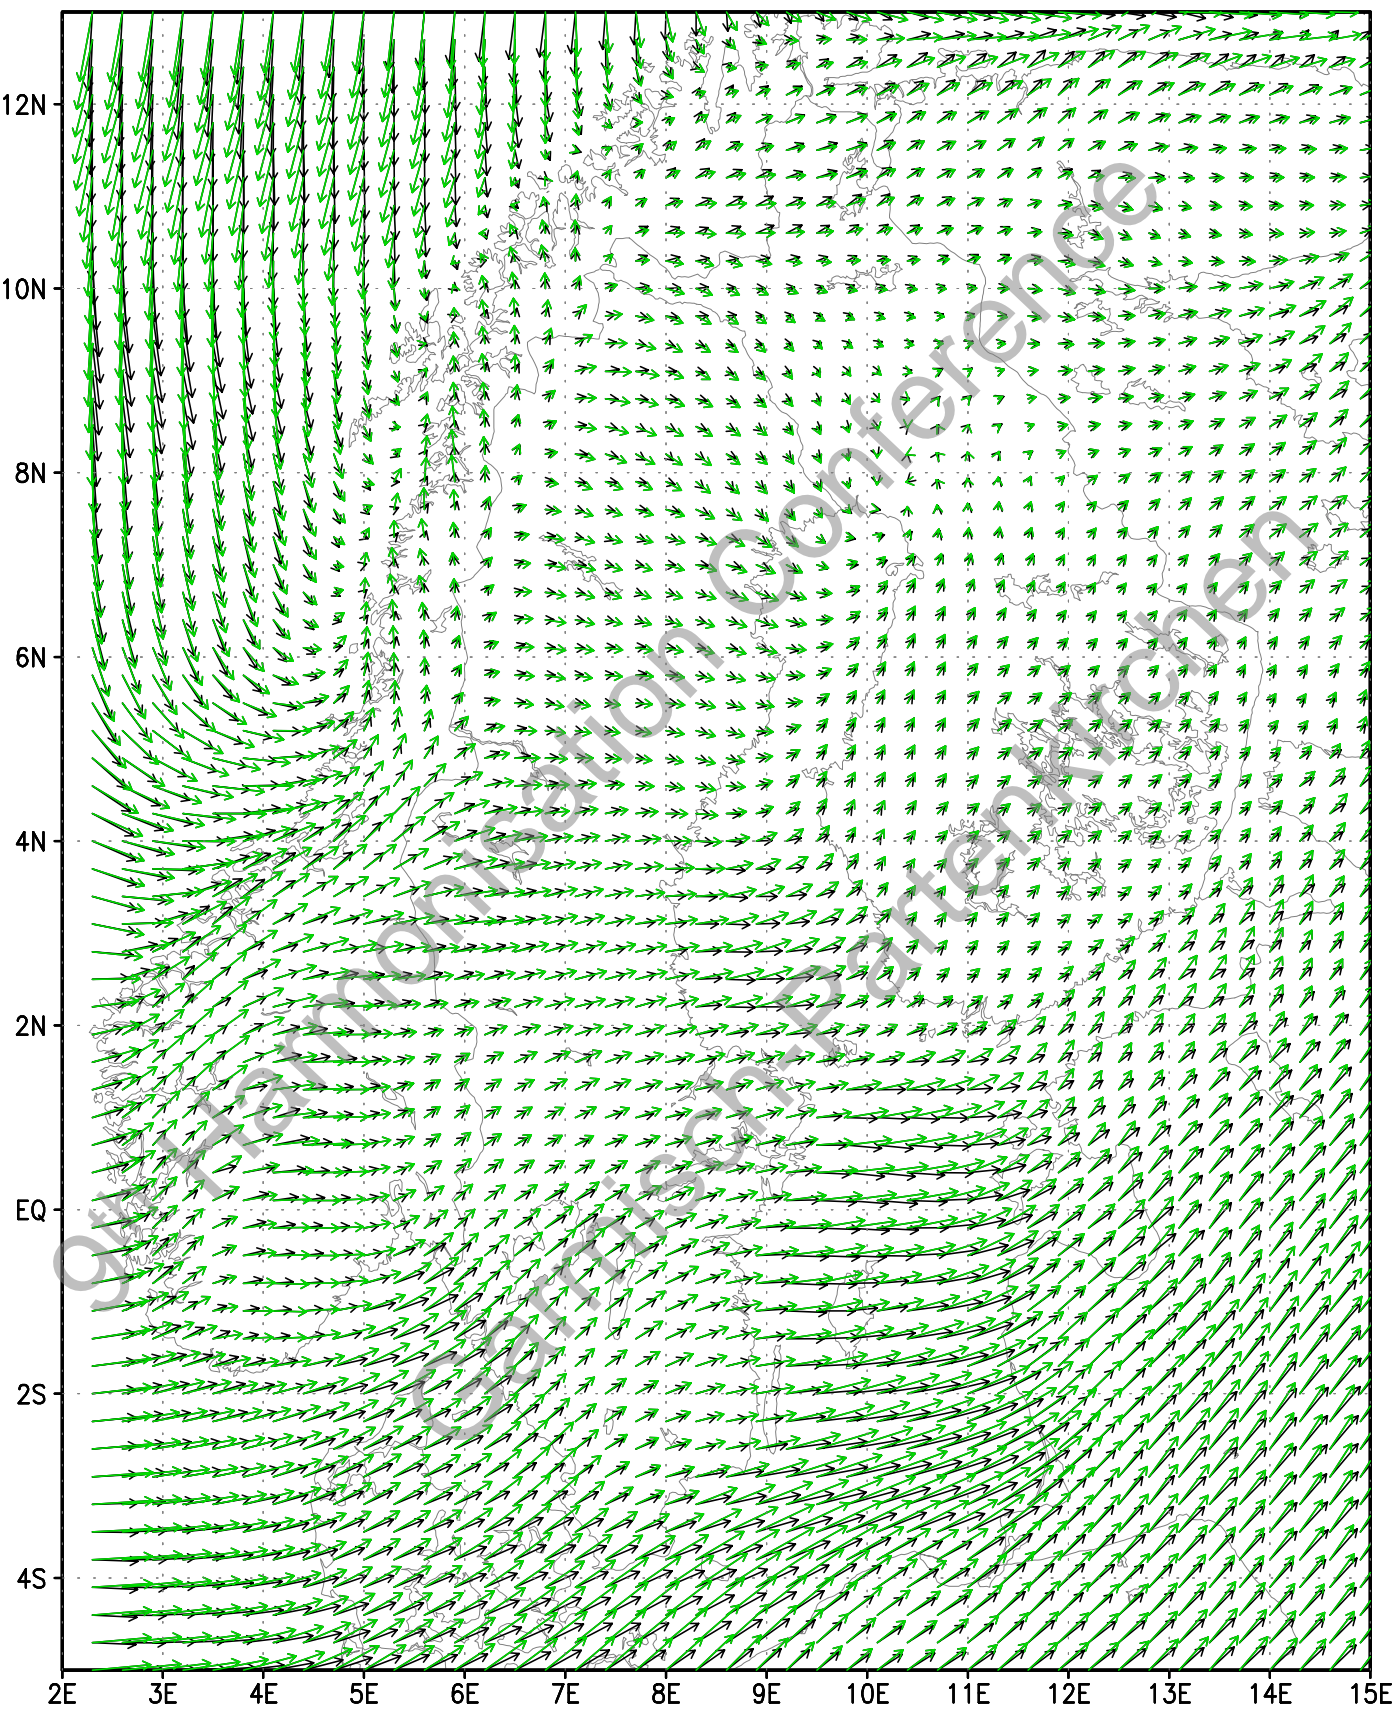 12N
10N
8N
6N
4N
2N
EQ
2S
4S
2E 3E 4E 5E 6E 7E 8E 9E 10E 11E 12E 13E 14E 15E
9th Harmonisation Conference
Garmisch-Partenkirchen